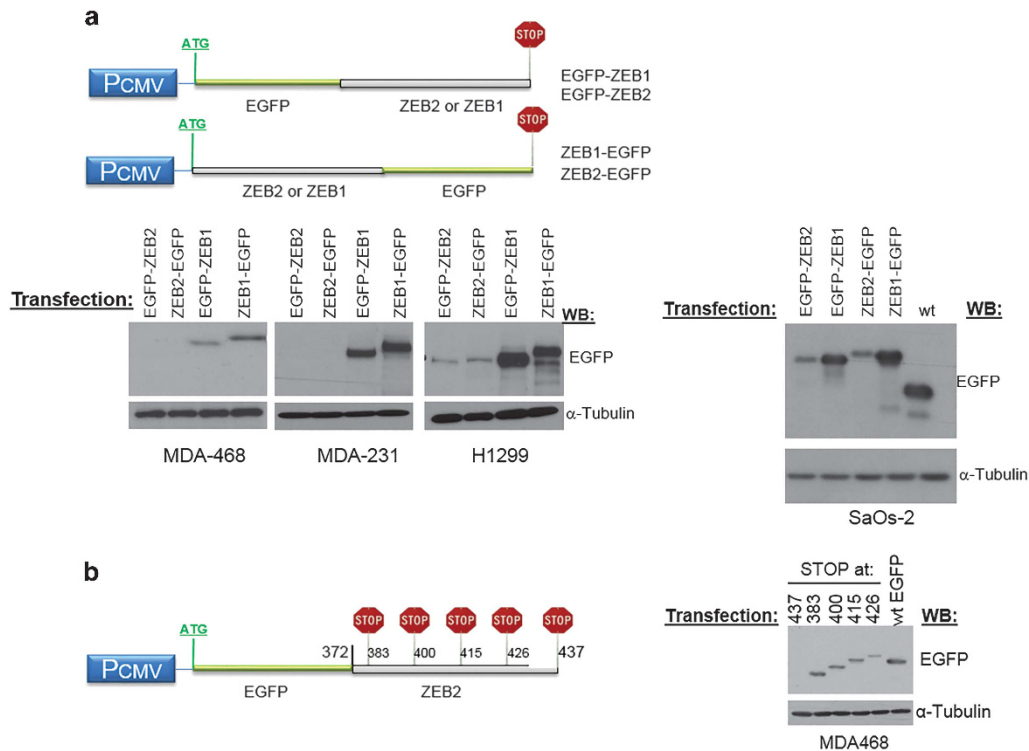 a
ATG
STOP
PCMV
EGFP
ZEB2 or ZEB1
EGFP-ZEB1
EGFP-ZEB2
ATG
STOP
PCMV
ZEB2 or ZEB1
EGFP
ZEB1-EGFP
ZEB2-EGFP
Transfection:
EGFP-ZEB2
ZEB2-EGFP
EGFP-ZEB1
ZEB1-EGFP
EGFP-ZEB2
ZEB2-EGFP
EGFP-ZEB1
ZEB1-EGFP
EGFP-ZEB2
ZEB2-EGFP
EGFP-ZEB1
ZEB1-EGFP
WB:
EGFP
α-Tubulin
MDA-468
MDA-231
H1299
Transfection:
EGFP-ZEB2
EGFP-ZEB1
ZEB2-EGFP
ZEB1-EGFP
wt
WB:
EGFP
α-Tubulin
SaOs-2
b
ATG
STOP
STOP
STOP
STOP
STOP
PCMV
372
383
400
415
426
437
EGFP
ZEB2
STOP at:
Transfection:
437
383
400
415
426
wt EGFP
WB:
EGFP
α-Tubulin
MDA468